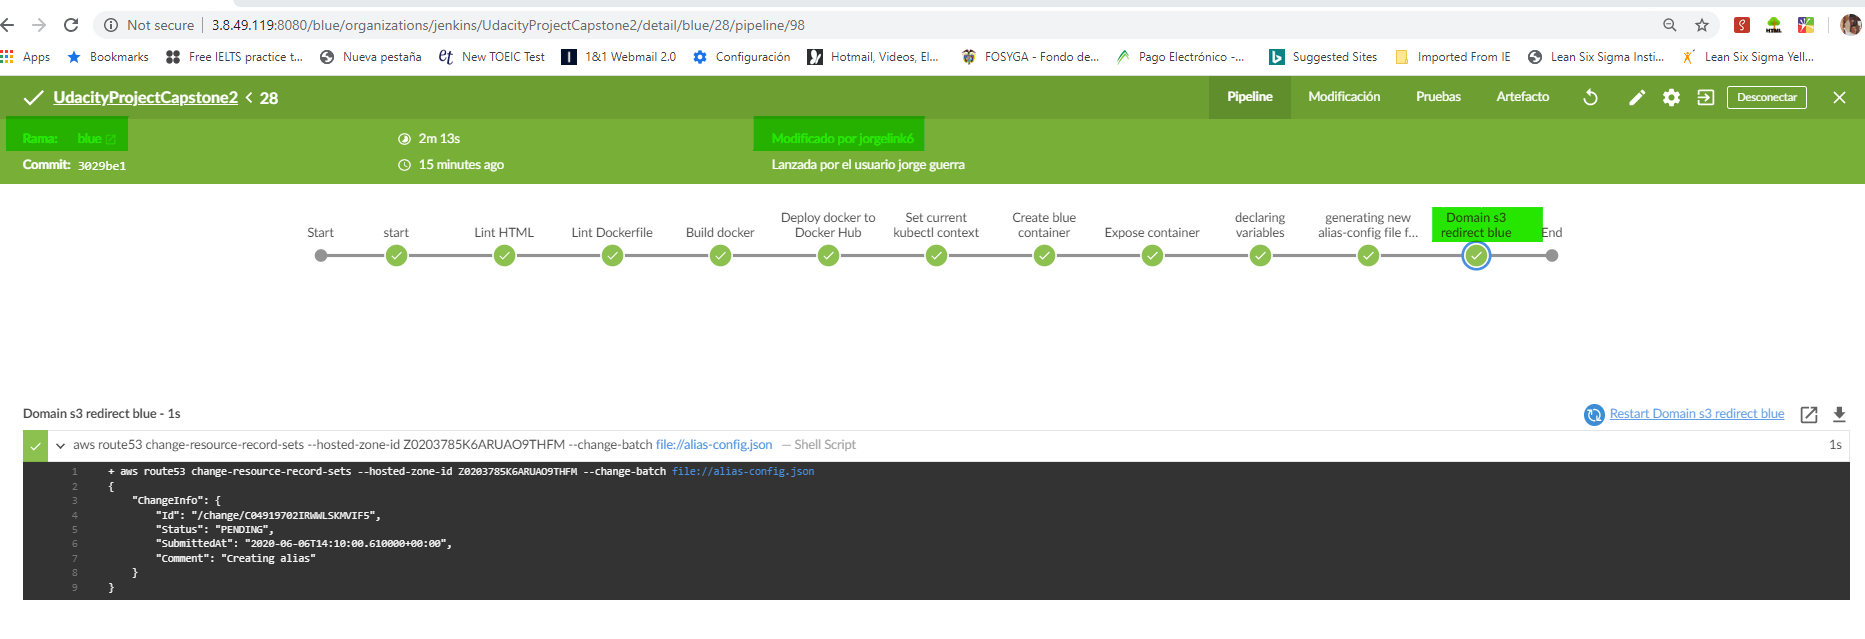 Not secure | 3.8.49.119:8080/blue/organizations/jenkins/UdacityProjectCapstone2/detail/blue/28/pipeline/98
Apps Bookmarks Free IELTS practice t... Nueva pestaña et New TOEIC Test 1&1 Webmail 2.0 Configuración Hotmail, Videos, El... FOSYGA - Fondo de... Pago Electrónico -... Suggested Sites Imported From IE Lean Six Sigma Insti... Lean Six Sigma Yell...
UdacityProjectCapstone2 < 28 Pipeline Modificación Pruebas Artefacto Desconectar
Rama: blue 2m 13s Modificado por jorgelink6
Commit: 3029be1 15 minutes ago Lanzada por el usuario jorge guerra
Start
start
Lint HTML
Lint Dockerfile
Build docker
Deploy docker to
Docker Hub
Set current
kubectl context
Create blue
container
Expose container
declaring
variables
generating new
alias-config file f...
Domain s3
redirect blue
End
Domain s3 redirect blue - 1s Restart Domain s3 redirect blue
aws route53 change-resource-record-sets --hosted-zone-id Z0203785K6ARUAO9THFM --change-batch file://alias-config.json — Shell Script 1s
1 + aws route53 change-resource-record-sets --hosted-zone-id Z0203785K6ARUAO9THFM --change-batch file://alias-config.json
2 {
3 "ChangeInfo": {
4 "Id": "/change/C04919702IRWWLSKMVIF5",
5 "Status": "PENDING",
6 "SubmittedAt": "2020-06-06T14:10:00.610000+00:00",
7 "Comment": "Creating alias"
8 }
9 }